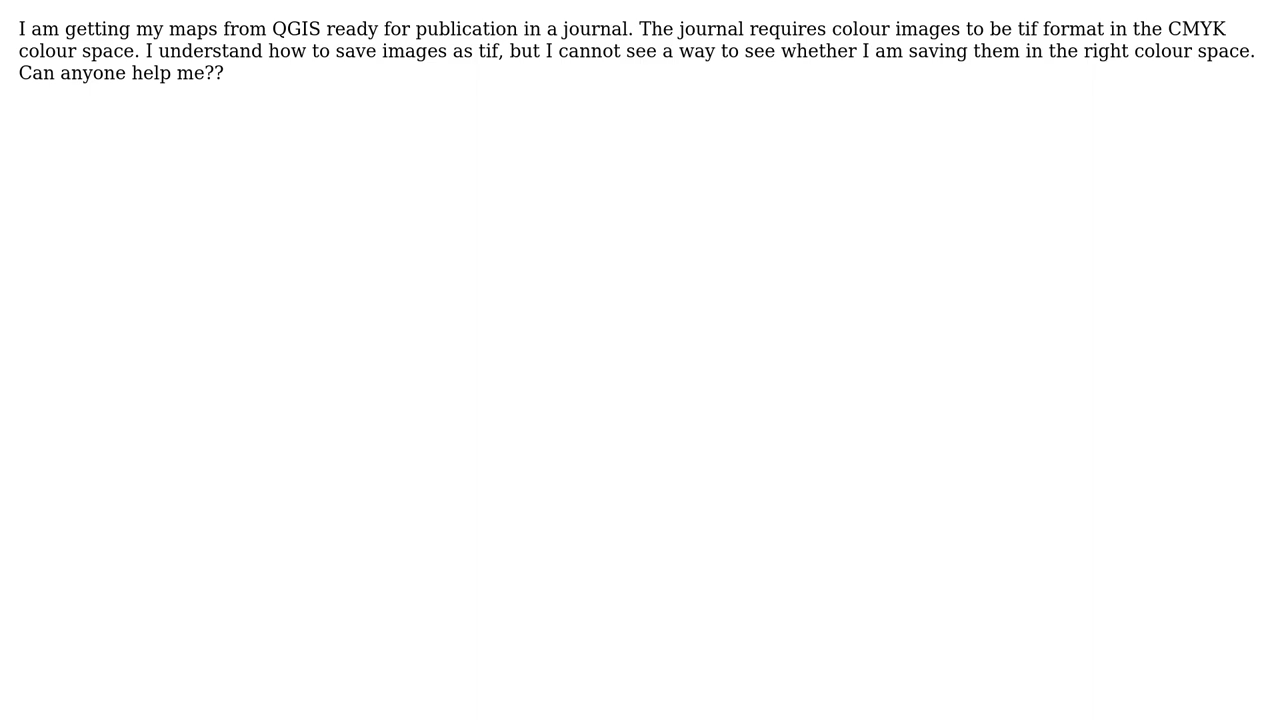 I am getting my maps from QGIS ready for publication in a journal. The journal requires colour images to be tif format in the CMYK
colour space. I understand how to save images as tif, but I cannot see a way to see whether I am saving them in the right colour space.
Can anyone help me??